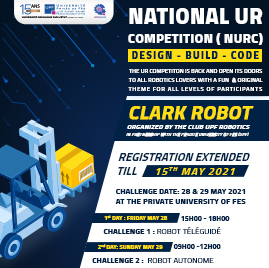 15 ANS
NATIONAL UR
COMPETITION ( NURC)
DESIGN - BUILD - CODE
THE UR COMPETITON IS BACK AND OPEN ITS DOORS
TO ALL ROBOTICS LOVERS WITH A FUN & ORIGINAL
THEME FOR ALL LEVELS OF PARTICIPANTS
CLARK ROBOT
ORGANIZED BY THE CLUB UPF ROBOTICS
REGISTRATION EXTENDED
TILL 15TH MAY 2021
CHALLENGE DATE: 28 & 29 MAY 2021
AT THE PRIVATE UNIVERSITY OF FES
1st DAY : FRIDAY MAY 28 15H00 - 18H00
CHALLENGE 1 : ROBOT TÉLÉGUIDÉ
2nd DAY: SUNDAY MAY 29 09H00 -12H00
CHALLENGE 2 : ROBOT AUTONOME